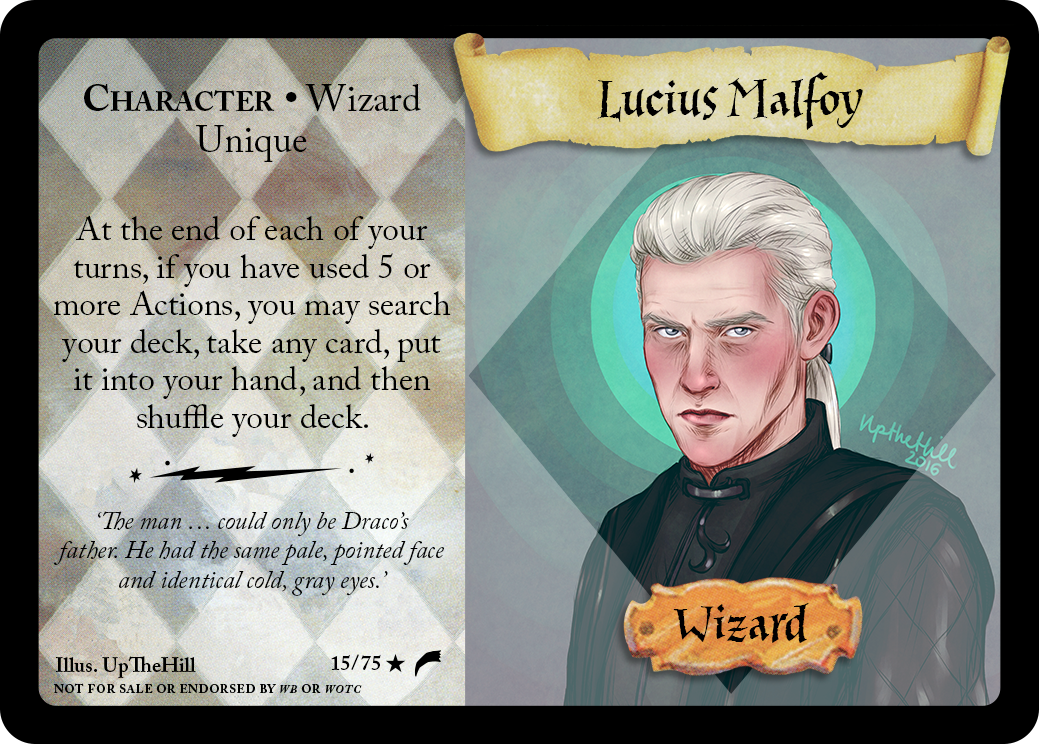 Lucius Malfoy
CHARACTER • Wizard
Unique
At the end of each of your
turns, if you have used 5 or
more Actions, you may search
your deck, take any card, put
it into your hand, and then
shuffle your deck.
‘The man … could only be Draco’s
father. He had the same pale, pointed face
and identical cold, gray eyes.’
Illus. UpTheHill
15/75 ★
NOT FOR SALE OR ENDORSED BY WB OR WOTC
UptheHill
2016
Wizard